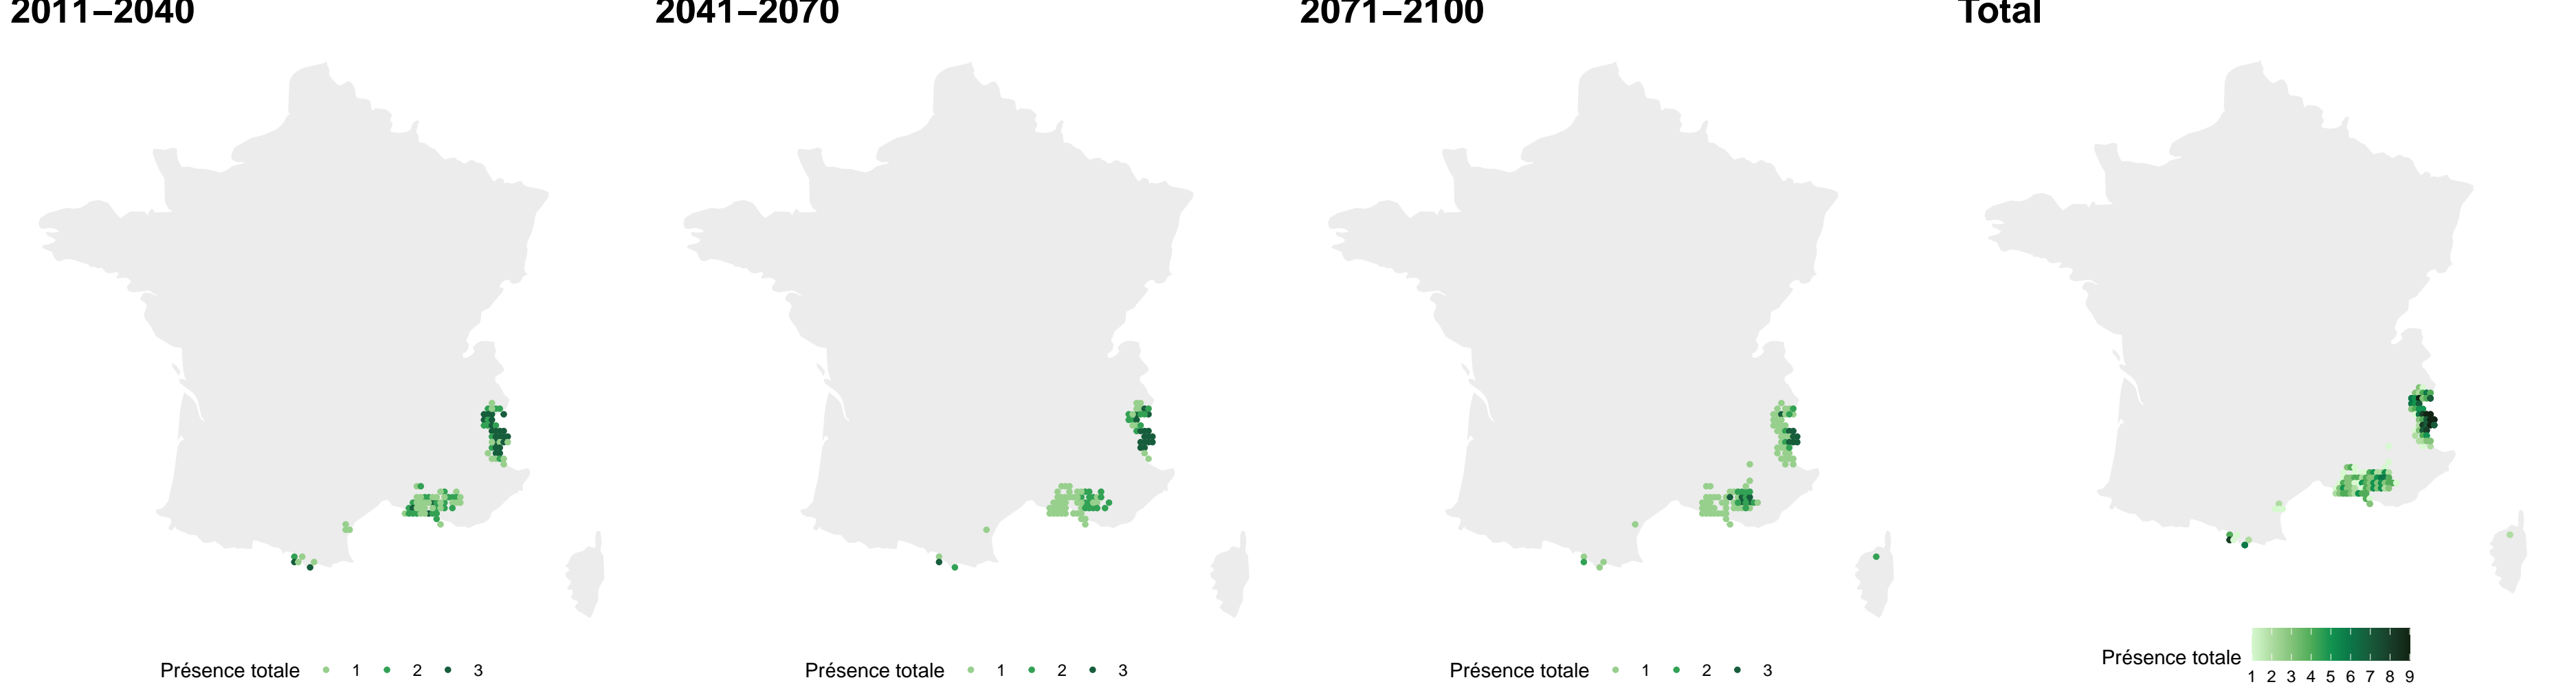 2011–2040
2041–2070
2071–2100
Total
Présence totale 1 2 3
Présence totale 1 2 3
Présence totale 1 2 3
Présence totale
1 2 3 4 5 6 7 8 9